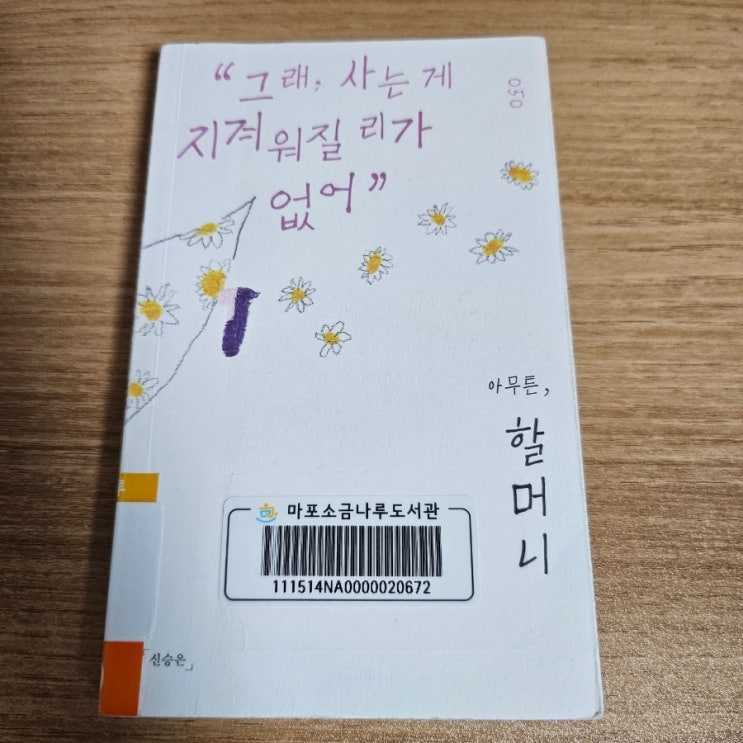 “그래, 사는 게
지겨워질 리가
없어”
050
아무튼,
할머니
마포소금나루도서관
111514NA0000020672
「신승은」